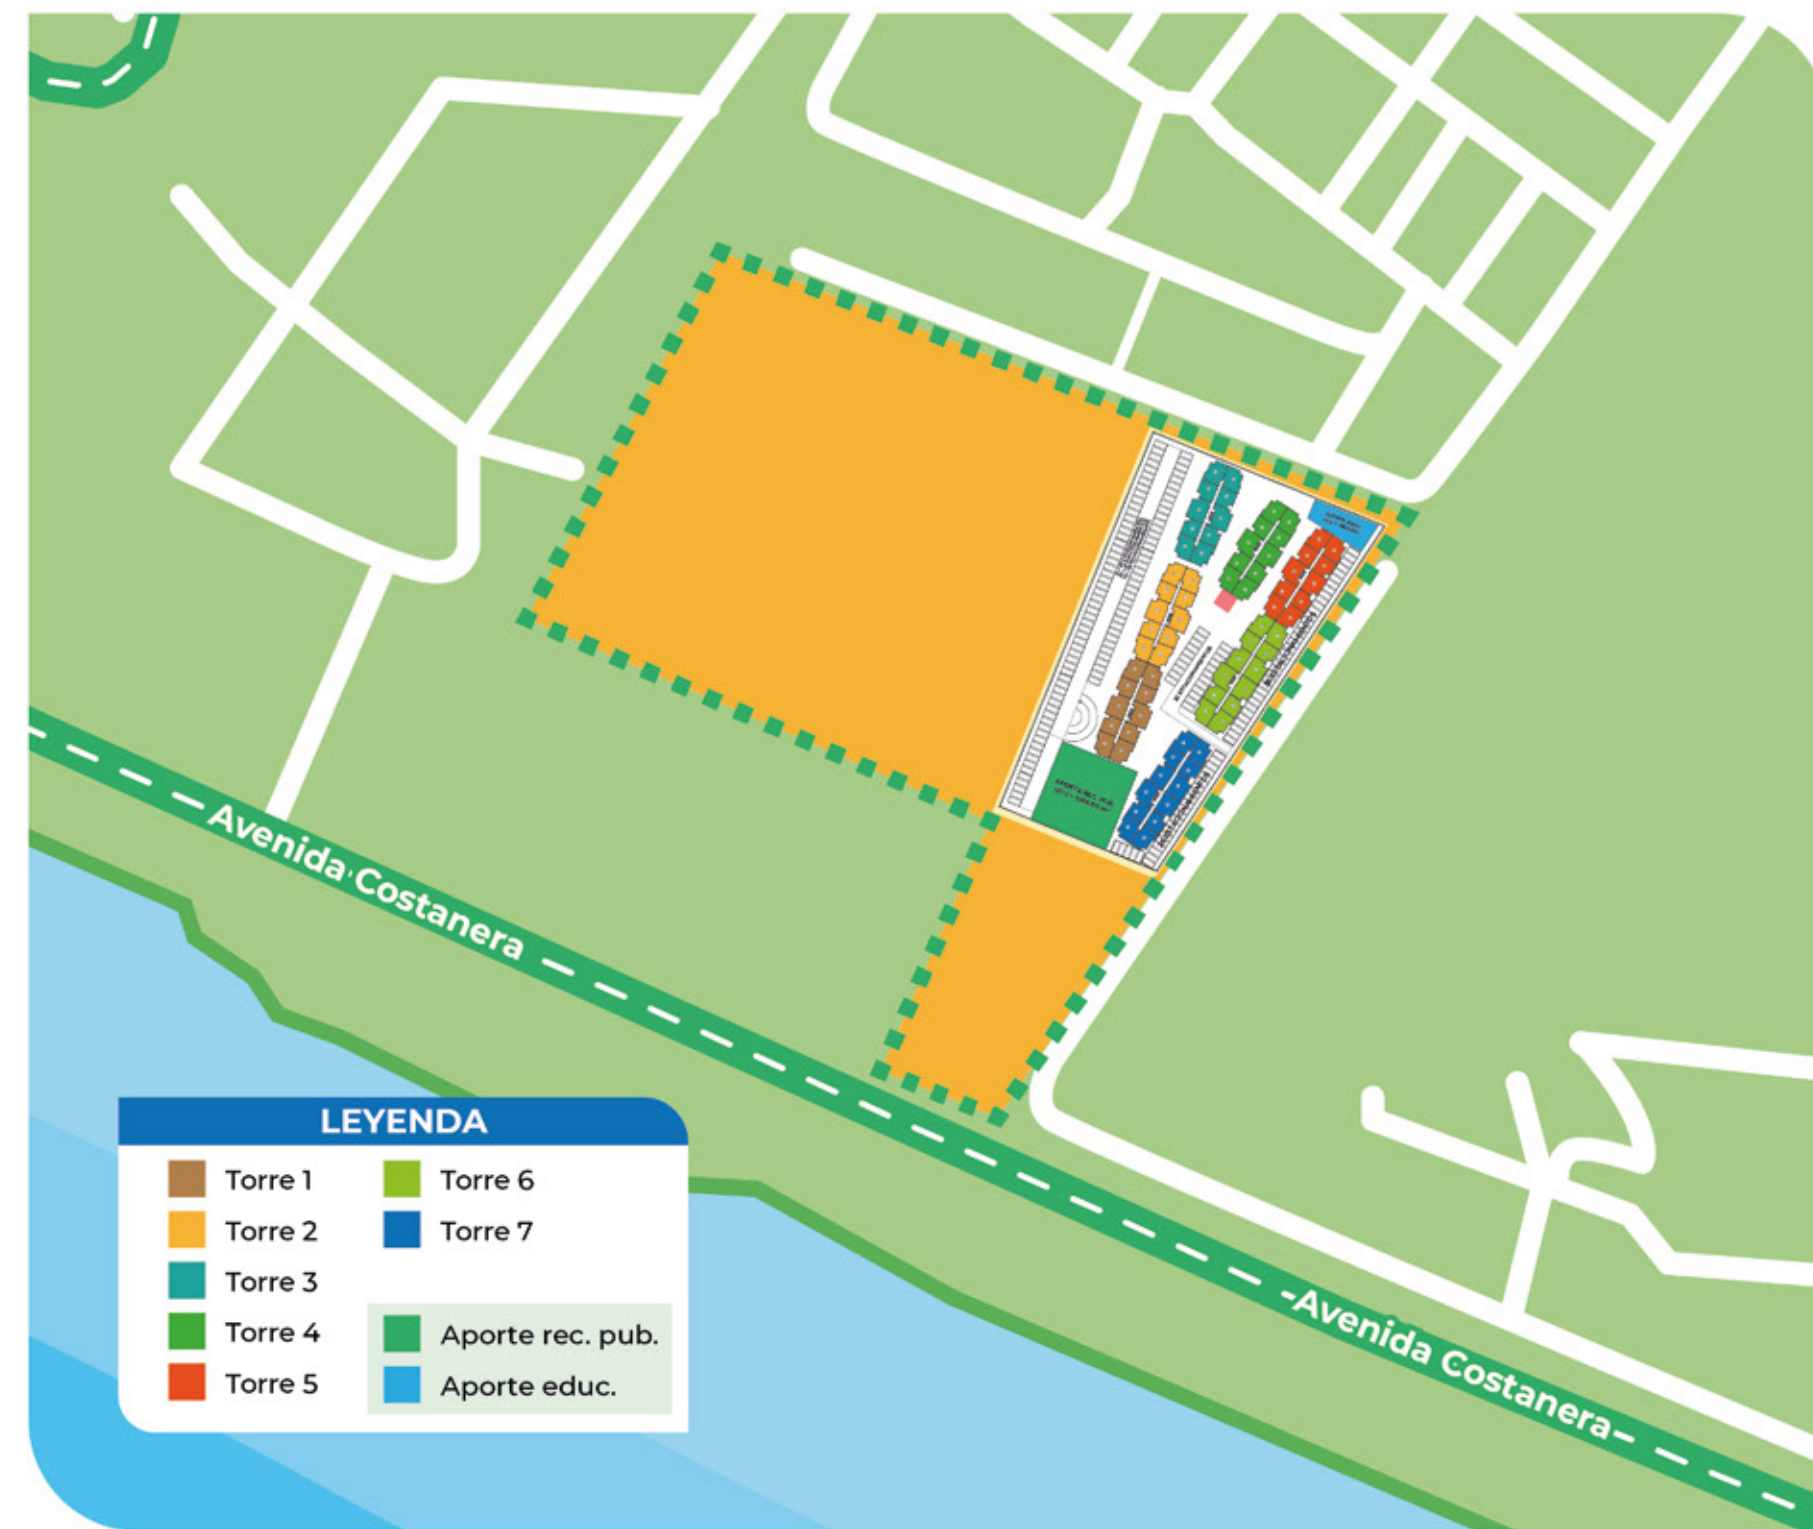 Avenida Costanera
-Avenida Costanera-
LEYENDA
Torre 1
Torre 2
Torre 3
Torre 4
Torre 5
Torre 6
Torre 7
Aporte rec. pub.
Aporte educ.